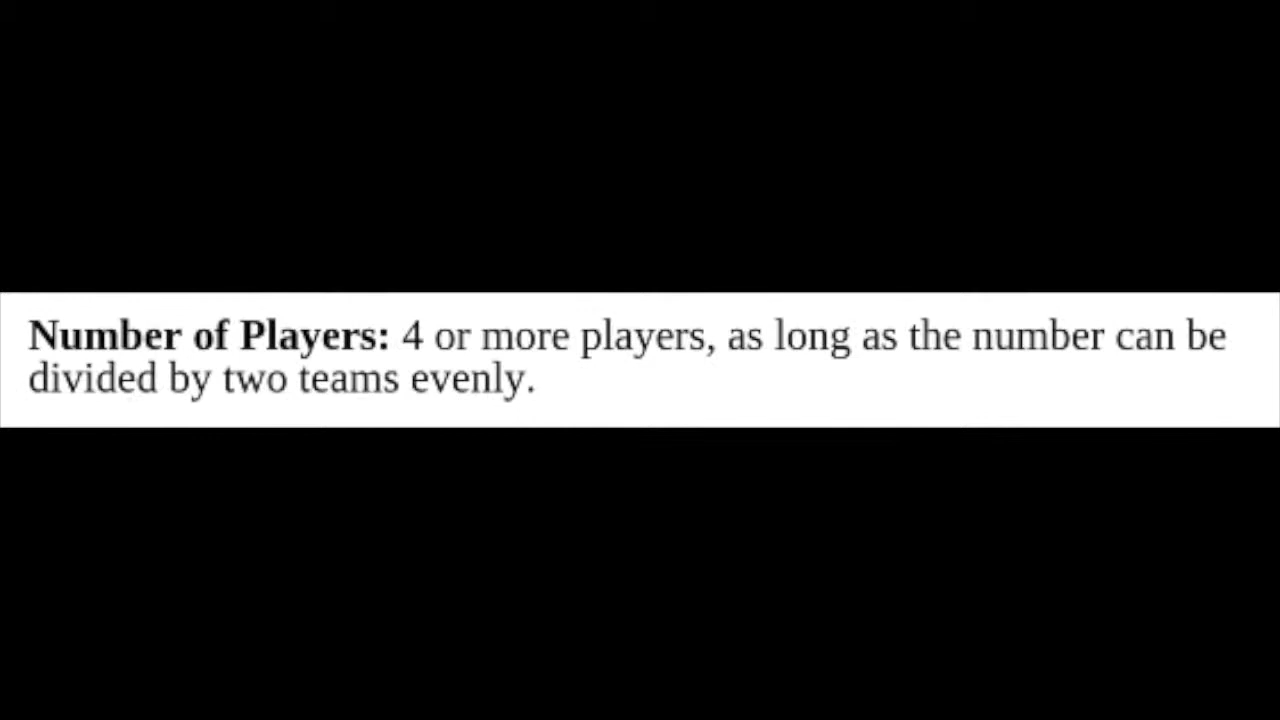 Number of Players: 4 or more players, as long as the number can be
divided by two teams evenly.